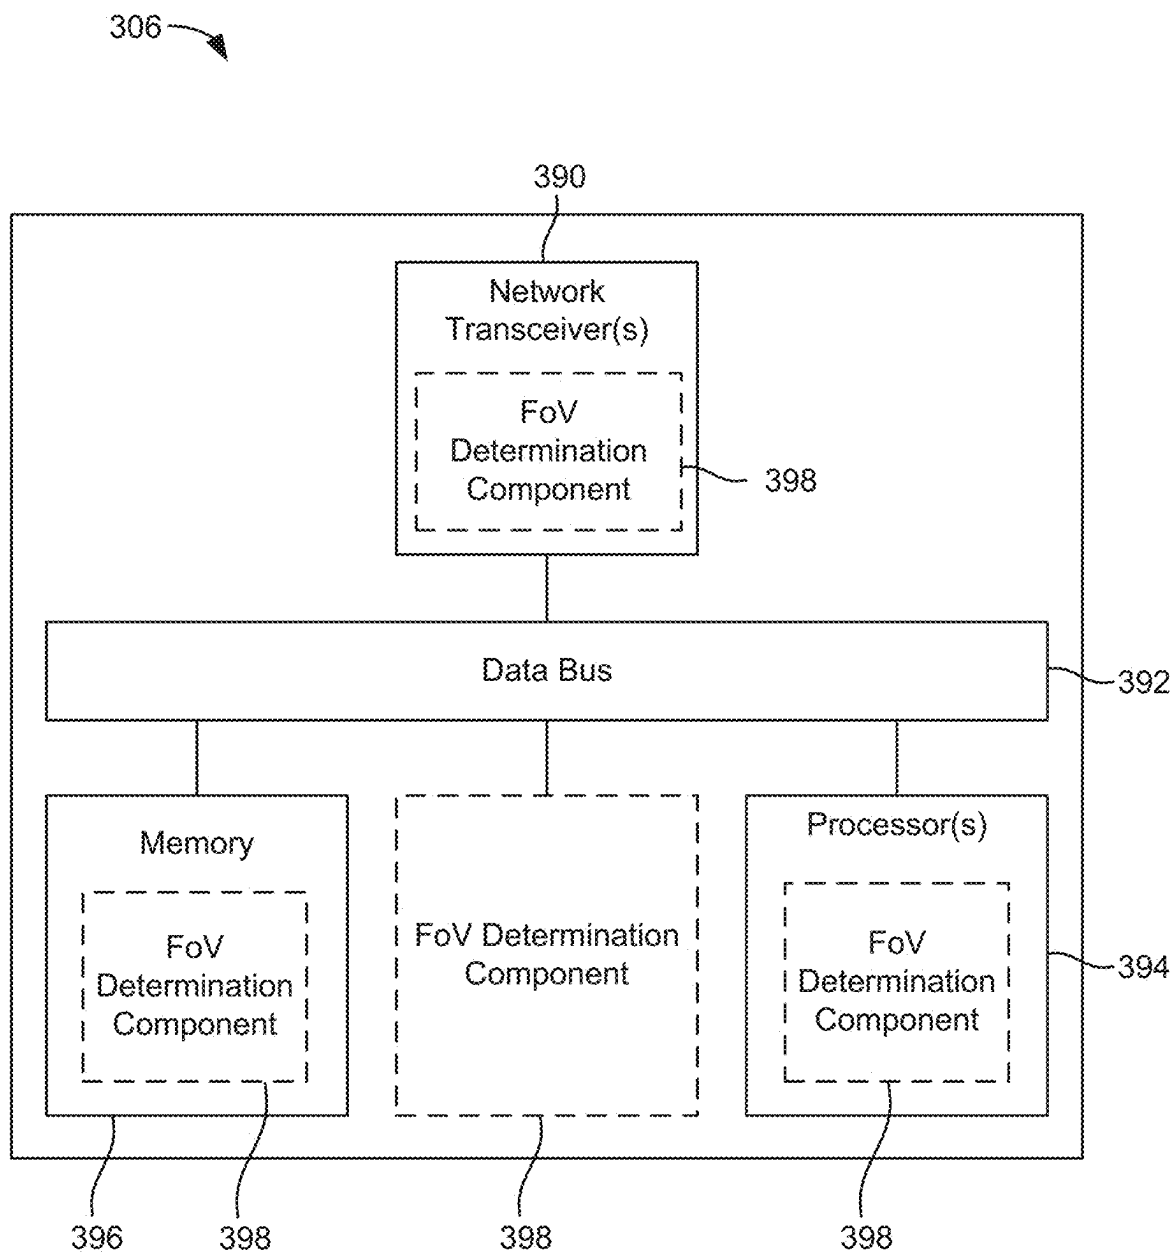 306
390
Network
Transceiver(s)
FoV
Determination
Component
398
Data Bus
392
Memory
FoV
Determination
Component
FoV Determination
Component
Processor(s)
FoV
Determination
Component
394
396
398
398
398